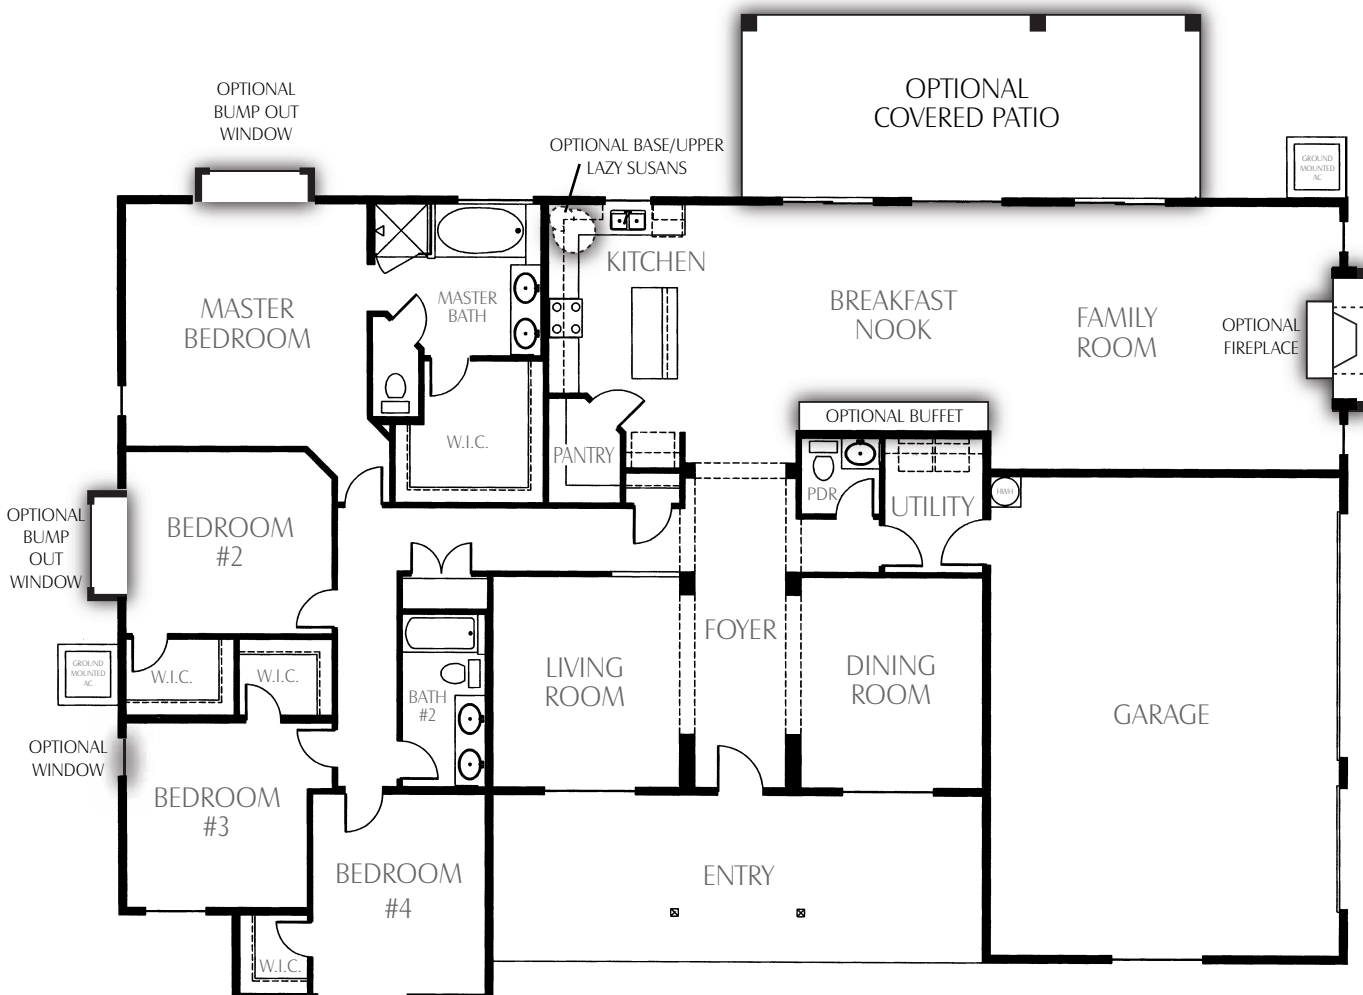 OPTIONAL
COVERED PATIO
OPTIONAL
BUMP OUT
WINDOW
OPTIONAL BASE/UPPER
LAZY SUSANS
GROUND
MOUNTED
AC
KITCHEN
MASTER
BEDROOM
MASTER
BATH
BREAKFAST
NOOK
FAMILY
ROOM
OPTIONAL
FIREPLACE
OPTIONAL BUFFET
W.I.C.
PANTRY
PDR
UTILITY
HWH
OPTIONAL
BUMP
OUT
WINDOW
BEDROOM
#2
FOYER
GROUND
MOUNTED
AC
W.I.C.
W.I.C.
BATH
#2
LIVING
ROOM
DINING
ROOM
GARAGE
OPTIONAL
WINDOW
BEDROOM
#3
BEDROOM
#4
ENTRY
W.I.C.